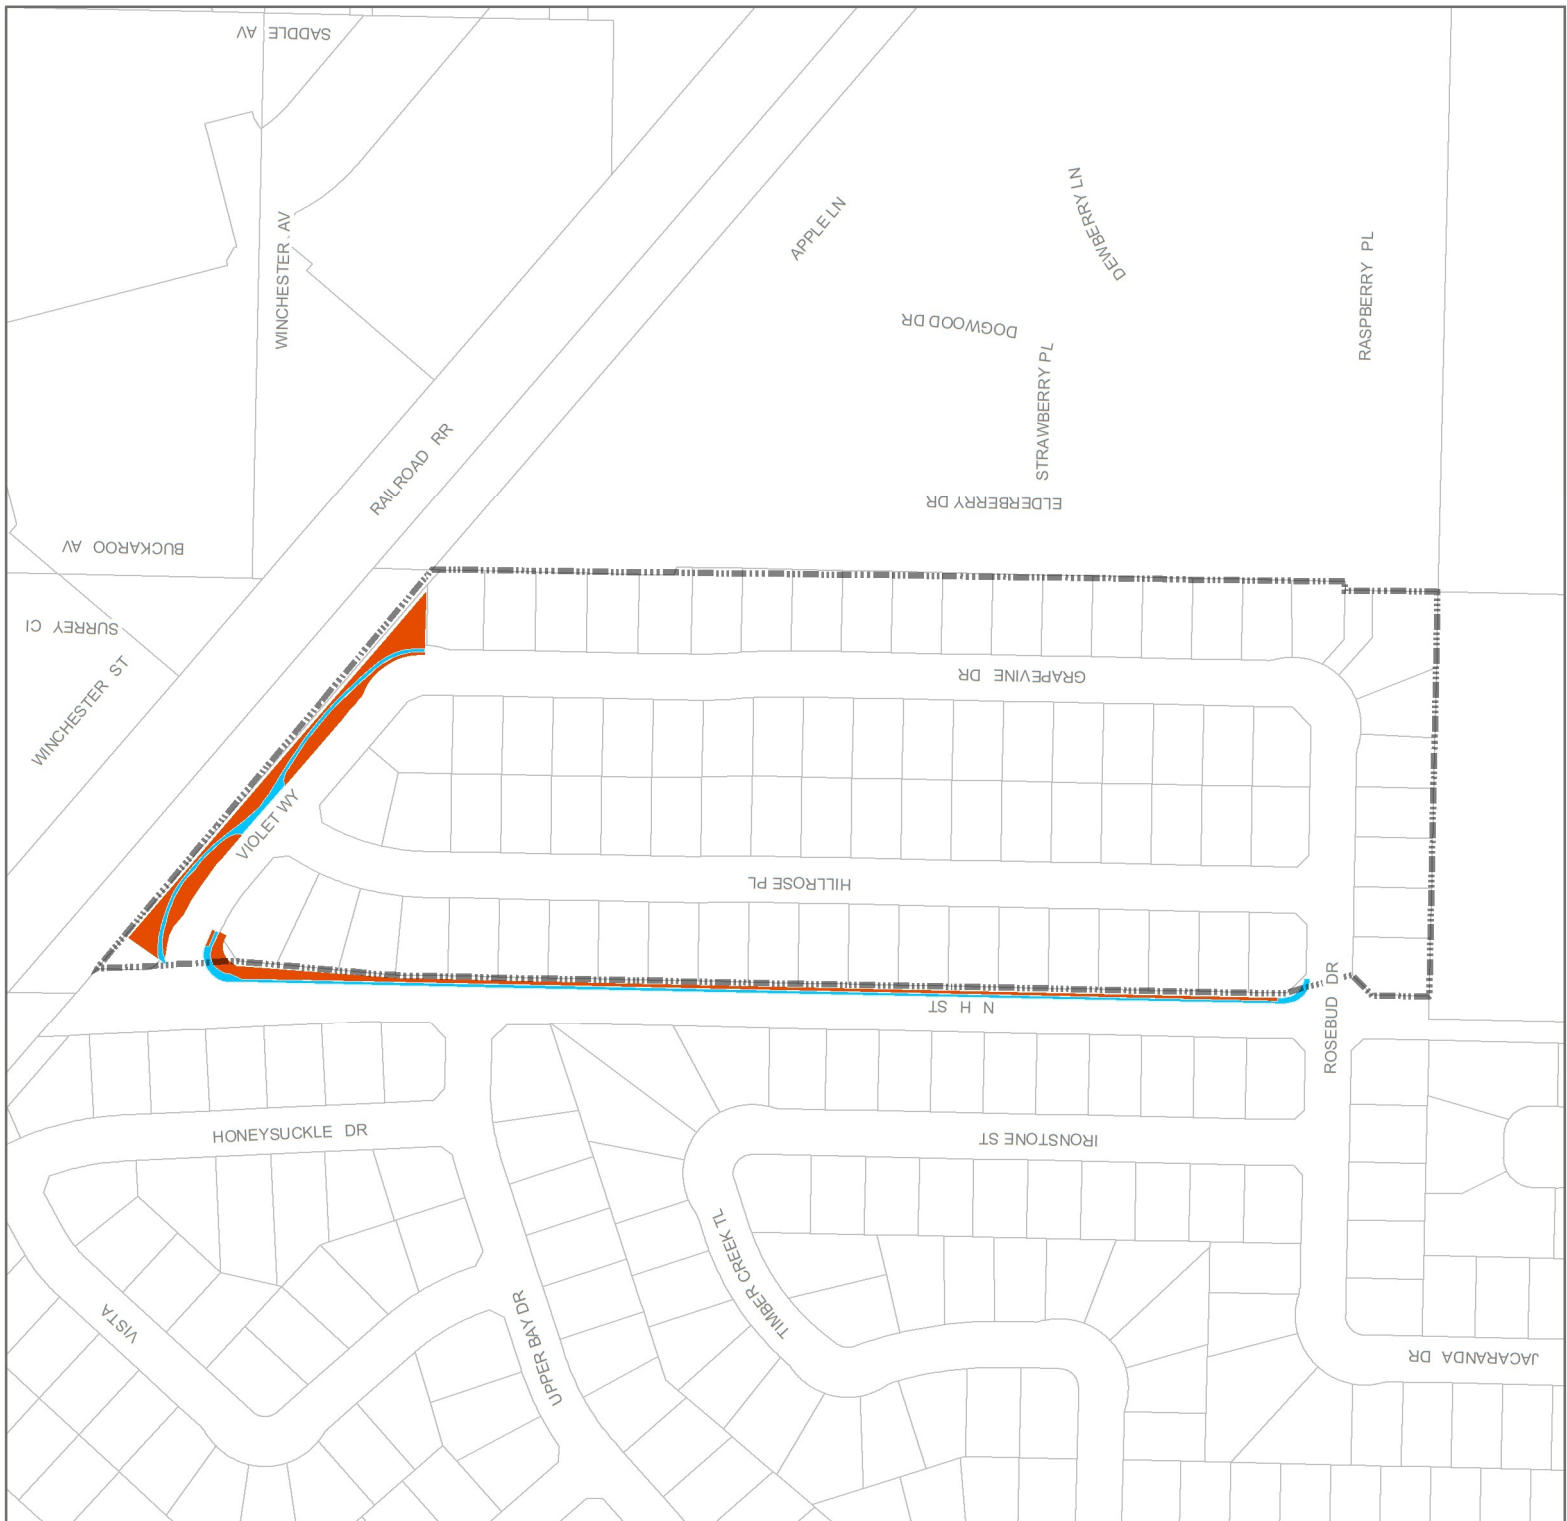 SADDLE AV
WINCHESTER AV
APPLE LN
DEWBERRY LN
RASPBERRY PL
DOGWOOD DR
STRAWBERRY PL
RAILROAD RR
ELDERBERRY DR
BUCKAROO AV
SURREY CI
WINCHESTER ST
GRAPEVINE DR
VIOLET WY
HILLROSE PL
N H ST
ROSEBUD DR
HONEYSUCKLE DR
IRONSTONE ST
TIMBER CREEK TL
VISTA
UPPER BAY DR
JACARANDA DR